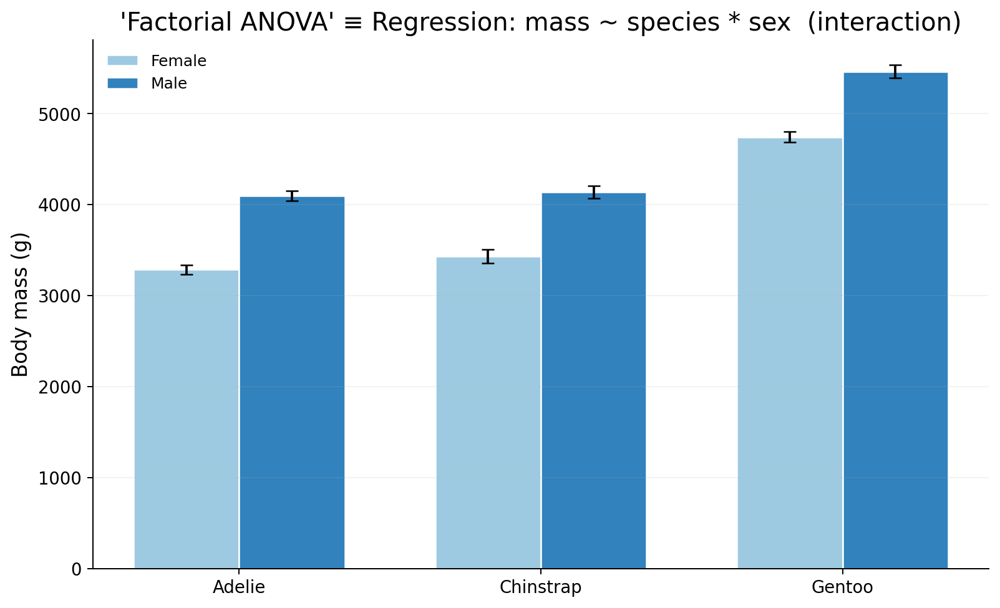 'Factorial ANOVA' ≡ Regression: mass ~ species * sex  (interaction)
Female
Male
Body mass (g)
5000
4000
3000
2000
1000
0
Adelie
Chinstrap
Gentoo